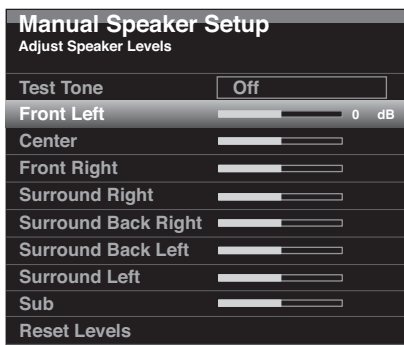 Manual Speaker Setup
Adjust Speaker Levels
Test Tone Off
Front Left 0 dB
Center
Front Right
Surround Right
Surround Back Right
Surround Back Left
Surround Left
Sub
Reset Levels